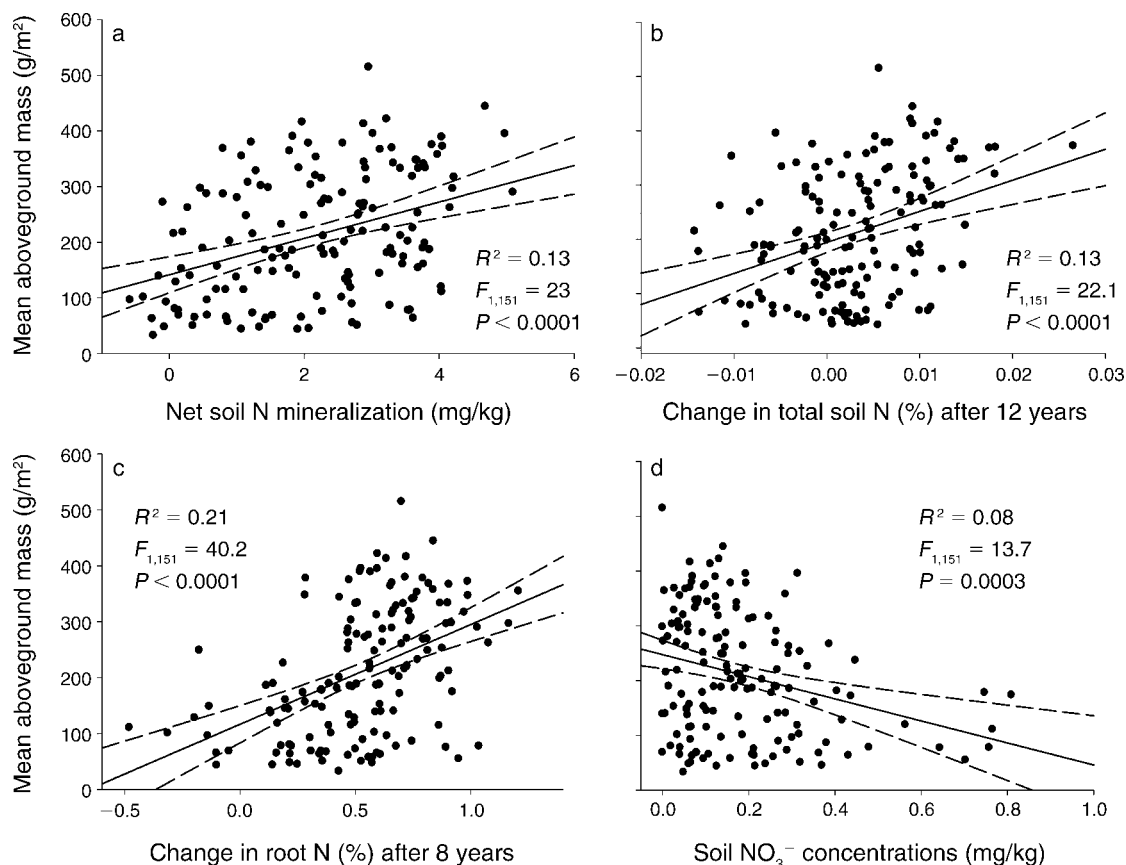 a
Mean aboveground mass (g/m²)
600
500
400
300
200
100
0
R² = 0.13
F₁,₁₅₁ = 23
P < 0.0001
0 2 4 6
Net soil N mineralization (mg/kg)
b
R² = 0.13
F₁,₁₅₁ = 22.1
P < 0.0001
−0.02 −0.01 0.00 0.01 0.02 0.03
Change in total soil N (%) after 12 years
c
Mean aboveground mass (g/m²)
600
500
400
300
200
100
0
R² = 0.21
F₁,₁₅₁ = 40.2
P < 0.0001
−0.5 0.0 0.5 1.0
Change in root N (%) after 8 years
d
R² = 0.08
F₁,₁₅₁ = 13.7
P = 0.0003
0.0 0.2 0.4 0.6 0.8 1.0
Soil NO₃⁻ concentrations (mg/kg)